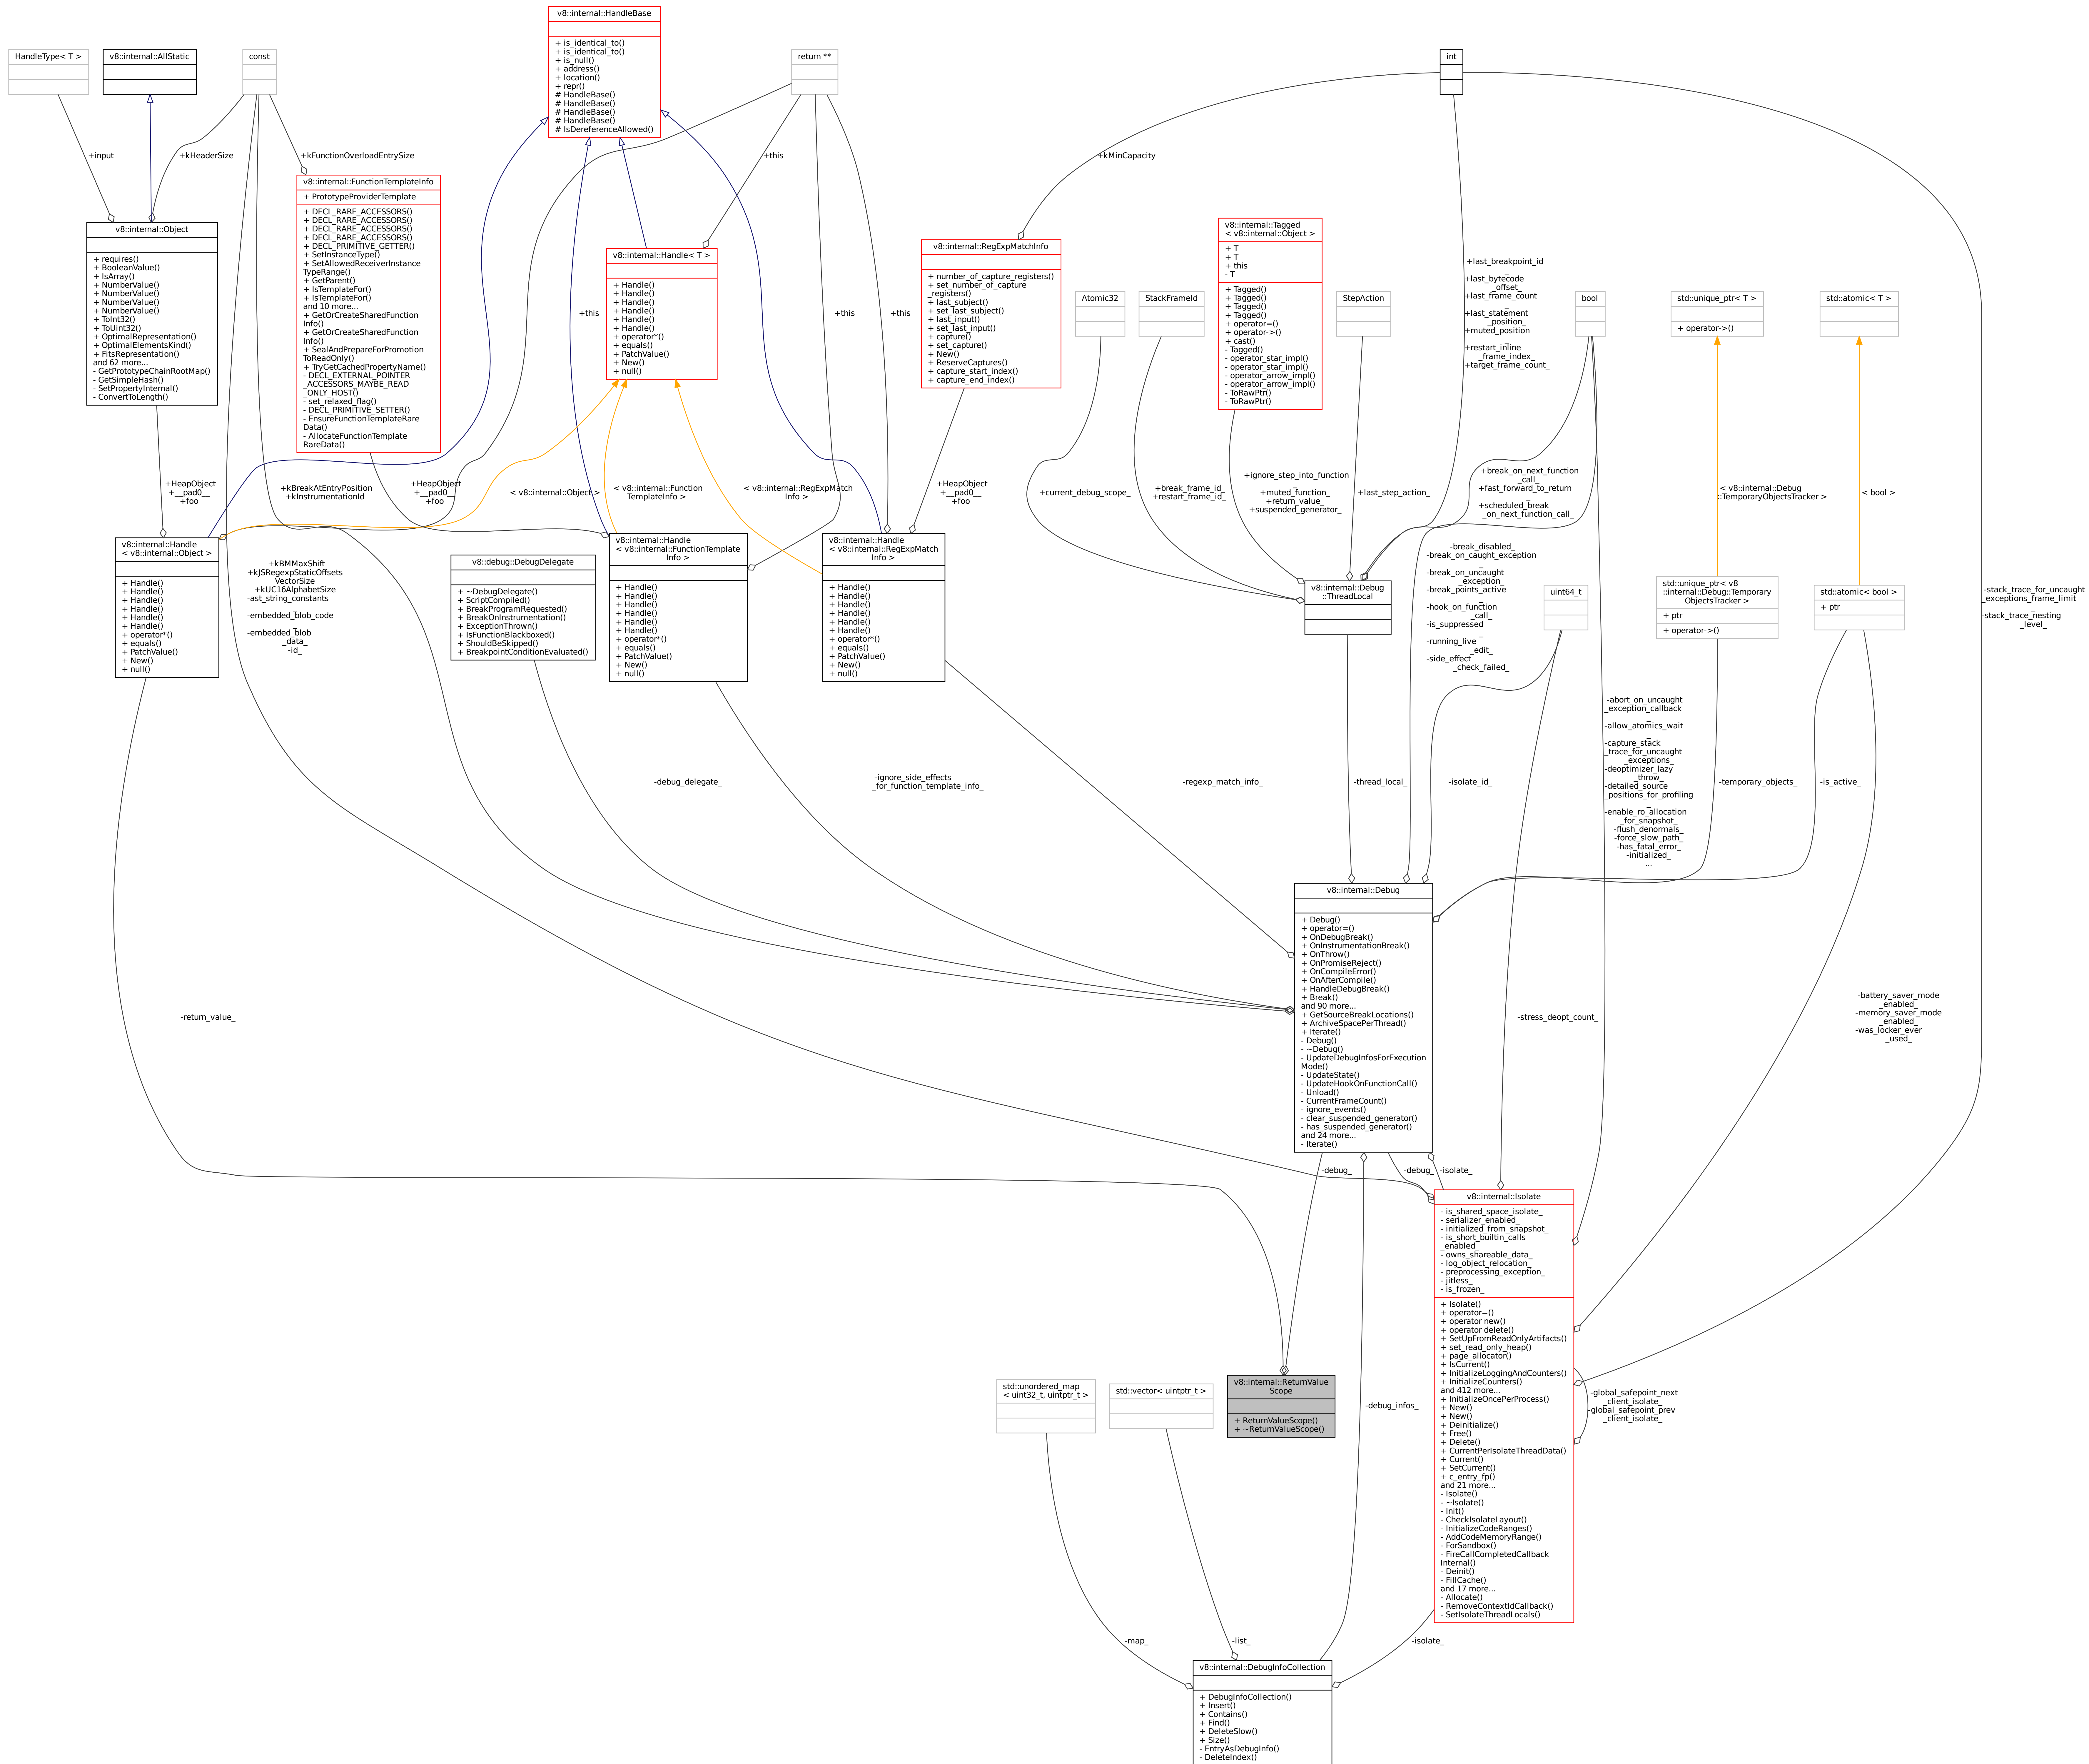 v8::internal::HandleBase
+ is_identical_to()
+ is_identical_to()
+ is_null()
+ address()
+ location()
+ repr()
# HandleBase()
# HandleBase()
# HandleBase()
# HandleBase()
# IsDereferenceAllowed()
HandleType< T >
v8::internal::AllStatic
const
return **
int
+input
+kHeaderSize
+kFunctionOverloadEntrySize
+this
+kMinCapacity
v8::internal::Object
+ requires()
+ BooleanValue()
+ IsArray()
+ NumberValue()
+ NumberValue()
+ NumberValue()
+ NumberValue()
+ ToInt32()
+ ToUint32()
+ OptimalRepresentation()
+ OptimalElementsKind()
+ FitsRepresentation()
and 62 more...
- GetPrototypeChainRootMap()
- GetSimpleHash()
- SetPropertyInternal()
- ConvertToLength()
v8::internal::FunctionTemplateInfo
+ PrototypeProviderTemplate
+ DECL_RARE_ACCESSORS()
+ DECL_RARE_ACCESSORS()
+ DECL_RARE_ACCESSORS()
+ DECL_RARE_ACCESSORS()
+ DECL_PRIMITIVE_GETTER()
+ SetInstanceType()
+ SetAllowedReceiverInstance
TypeRange()
+ GetParent()
+ IsTemplateFor()
+ IsTemplateFor()
and 10 more...
+ GetOrCreateSharedFunction
Info()
+ GetOrCreateSharedFunction
Info()
+ SealAndPrepareForPromotion
ToReadOnly()
+ TryGetCachedPropertyName()
- DECL_EXTERNAL_POINTER
_ACCESSORS_MAYBE_READ
_ONLY_HOST()
- set_relaxed_flag()
- DECL_PRIMITIVE_SETTER()
- EnsureFunctionTemplateRare
Data()
- AllocateFunctionTemplate
RareData()
v8::internal::Handle< T >
+ Handle()
+ Handle()
+ Handle()
+ Handle()
+ Handle()
+ Handle()
+ operator*()
+ equals()
+ PatchValue()
+ New()
+ null()
v8::internal::RegExpMatchInfo
+ number_of_capture_registers()
+ set_number_of_capture
_registers()
+ last_subject()
+ set_last_subject()
+ last_input()
+ set_last_input()
+ capture()
+ set_capture()
+ New()
+ ReserveCaptures()
+ capture_start_index()
+ capture_end_index()
v8::internal::Tagged
< v8::internal::Object >
+ T
+ T
+ this
- T
+ Tagged()
+ Tagged()
+ Tagged()
+ Tagged()
+ operator=()
+ operator->()
+ cast()
- Tagged()
- operator_star_impl()
- operator_star_impl()
- operator_arrow_impl()
- operator_arrow_impl()
- ToRawPtr()
- ToRawPtr()
Atomic32
StackFrameId
StepAction
bool
std::unique_ptr< T >
+ operator->()
std::atomic< T >
+last_breakpoint_id
_
+last_bytecode
_offset_
+last_frame_count
_
+last_statement
_position_
+muted_position
_
+restart_inline
_frame_index_
+target_frame_count_
+this
+this
+this
+HeapObject
+__pad0__
+foo
+kBreakAtEntryPosition
+kInstrumentationId
+HeapObject
+__pad0__
+foo
< v8::internal::Object >
< v8::internal::Function
TemplateInfo >
< v8::internal::RegExpMatch
Info >
+HeapObject
+__pad0__
+foo
+current_debug_scope_
+break_frame_id_
+restart_frame_id_
+ignore_step_into_function
_
+muted_function_
+return_value_
+suspended_generator_
+last_step_action_
+break_on_next_function
_call_
+fast_forward_to_return
_
+scheduled_break
_on_next_function_call_
< v8::internal::Debug
::TemporaryObjectsTracker >
< bool >
v8::internal::Handle
< v8::internal::Object >
+ Handle()
+ Handle()
+ Handle()
+ Handle()
+ Handle()
+ Handle()
+ operator*()
+ equals()
+ PatchValue()
+ New()
+ null()
+kBMMaxShift
+kJSRegexpStaticOffsets
VectorSize
+kUC16AlphabetSize
-ast_string_constants
_
-embedded_blob_code
_
-embedded_blob
_data_
-id_
v8::debug::DebugDelegate
+ ~DebugDelegate()
+ ScriptCompiled()
+ BreakProgramRequested()
+ BreakOnInstrumentation()
+ ExceptionThrown()
+ IsFunctionBlackboxed()
+ ShouldBeSkipped()
+ BreakpointConditionEvaluated()
v8::internal::Handle
< v8::internal::FunctionTemplate
Info >
+ Handle()
+ Handle()
+ Handle()
+ Handle()
+ Handle()
+ Handle()
+ operator*()
+ equals()
+ PatchValue()
+ New()
+ null()
v8::internal::Handle
< v8::internal::RegExpMatch
Info >
+ Handle()
+ Handle()
+ Handle()
+ Handle()
+ Handle()
+ Handle()
+ operator*()
+ equals()
+ PatchValue()
+ New()
+ null()
v8::internal::Debug
::ThreadLocal
-break_disabled_
-break_on_caught_exception
_
-break_on_uncaught
_exception_
-break_points_active
_
-hook_on_function
_call_
-is_suppressed
_
-running_live
_edit_
-side_effect
_check_failed_
uint64_t
std::unique_ptr< v8
::internal::Debug::Temporary
ObjectsTracker >
+ ptr
+ operator->()
std::atomic< bool >
+ ptr
-stack_trace_for_uncaught
_exceptions_frame_limit
_
-stack_trace_nesting
_level_
-abort_on_uncaught
_exception_callback
_
-allow_atomics_wait
_
-capture_stack
_trace_for_uncaught
_exceptions_
-deoptimizer_lazy
_throw_
-detailed_source
_positions_for_profiling
_
-enable_ro_allocation
_for_snapshot_
-flush_denormals_
-force_slow_path_
-has_fatal_error_
-initialized_
...
-debug_delegate_
-ignore_side_effects
_for_function_template_info_
-regexp_match_info_
-thread_local_
-isolate_id_
-temporary_objects_
-is_active_
v8::internal::Debug
+ Debug()
+ operator=()
+ OnDebugBreak()
+ OnInstrumentationBreak()
+ OnThrow()
+ OnPromiseReject()
+ OnCompileError()
+ OnAfterCompile()
+ HandleDebugBreak()
+ Break()
and 90 more...
+ GetSourceBreakLocations()
+ ArchiveSpacePerThread()
+ Iterate()
- Debug()
- ~Debug()
- UpdateDebugInfosForExecution
Mode()
- UpdateState()
- UpdateHookOnFunctionCall()
- Unload()
- CurrentFrameCount()
- ignore_events()
- clear_suspended_generator()
- has_suspended_generator()
and 24 more...
- Iterate()
-return_value_
-stress_deopt_count_
-battery_saver_mode
_enabled_
-memory_saver_mode
_enabled_
-was_locker_ever
_used_
-debug_
-debug_
-isolate_
v8::internal::Isolate
- is_shared_space_isolate_
- serializer_enabled_
- initialized_from_snapshot_
- is_short_builtin_calls
_enabled_
- owns_shareable_data_
- log_object_relocation_
- preprocessing_exception_
- jitless_
- is_frozen_
+ Isolate()
+ operator=()
+ operator new()
+ operator delete()
+ SetUpFromReadOnlyArtifacts()
+ set_read_only_heap()
+ page_allocator()
+ IsCurrent()
+ InitializeLoggingAndCounters()
+ InitializeCounters()
and 412 more...
+ InitializeOncePerProcess()
+ New()
+ New()
+ Deinitialize()
+ Free()
+ Delete()
+ CurrentPerIsolateThreadData()
+ Current()
+ SetCurrent()
+ c_entry_fp()
and 21 more...
- Isolate()
- ~Isolate()
- Init()
- CheckIsolateLayout()
- InitializeCodeRanges()
- AddCodeMemoryRange()
- ForSandbox()
- FireCallCompletedCallback
Internal()
- Deinit()
- FillCache()
and 17 more...
- Allocate()
- RemoveContextIdCallback()
- SetIsolateThreadLocals()
std::unordered_map
< uint32_t, uintptr_t >
std::vector< uintptr_t >
v8::internal::ReturnValue
Scope
+ ReturnValueScope()
+ ~ReturnValueScope()
-debug_infos_
-global_safepoint_next
_client_isolate_
-global_safepoint_prev
_client_isolate_
-map_
-list_
-isolate_
v8::internal::DebugInfoCollection
+ DebugInfoCollection()
+ Insert()
+ Contains()
+ Find()
+ DeleteSlow()
+ Size()
- EntryAsDebugInfo()
- DeleteIndex()